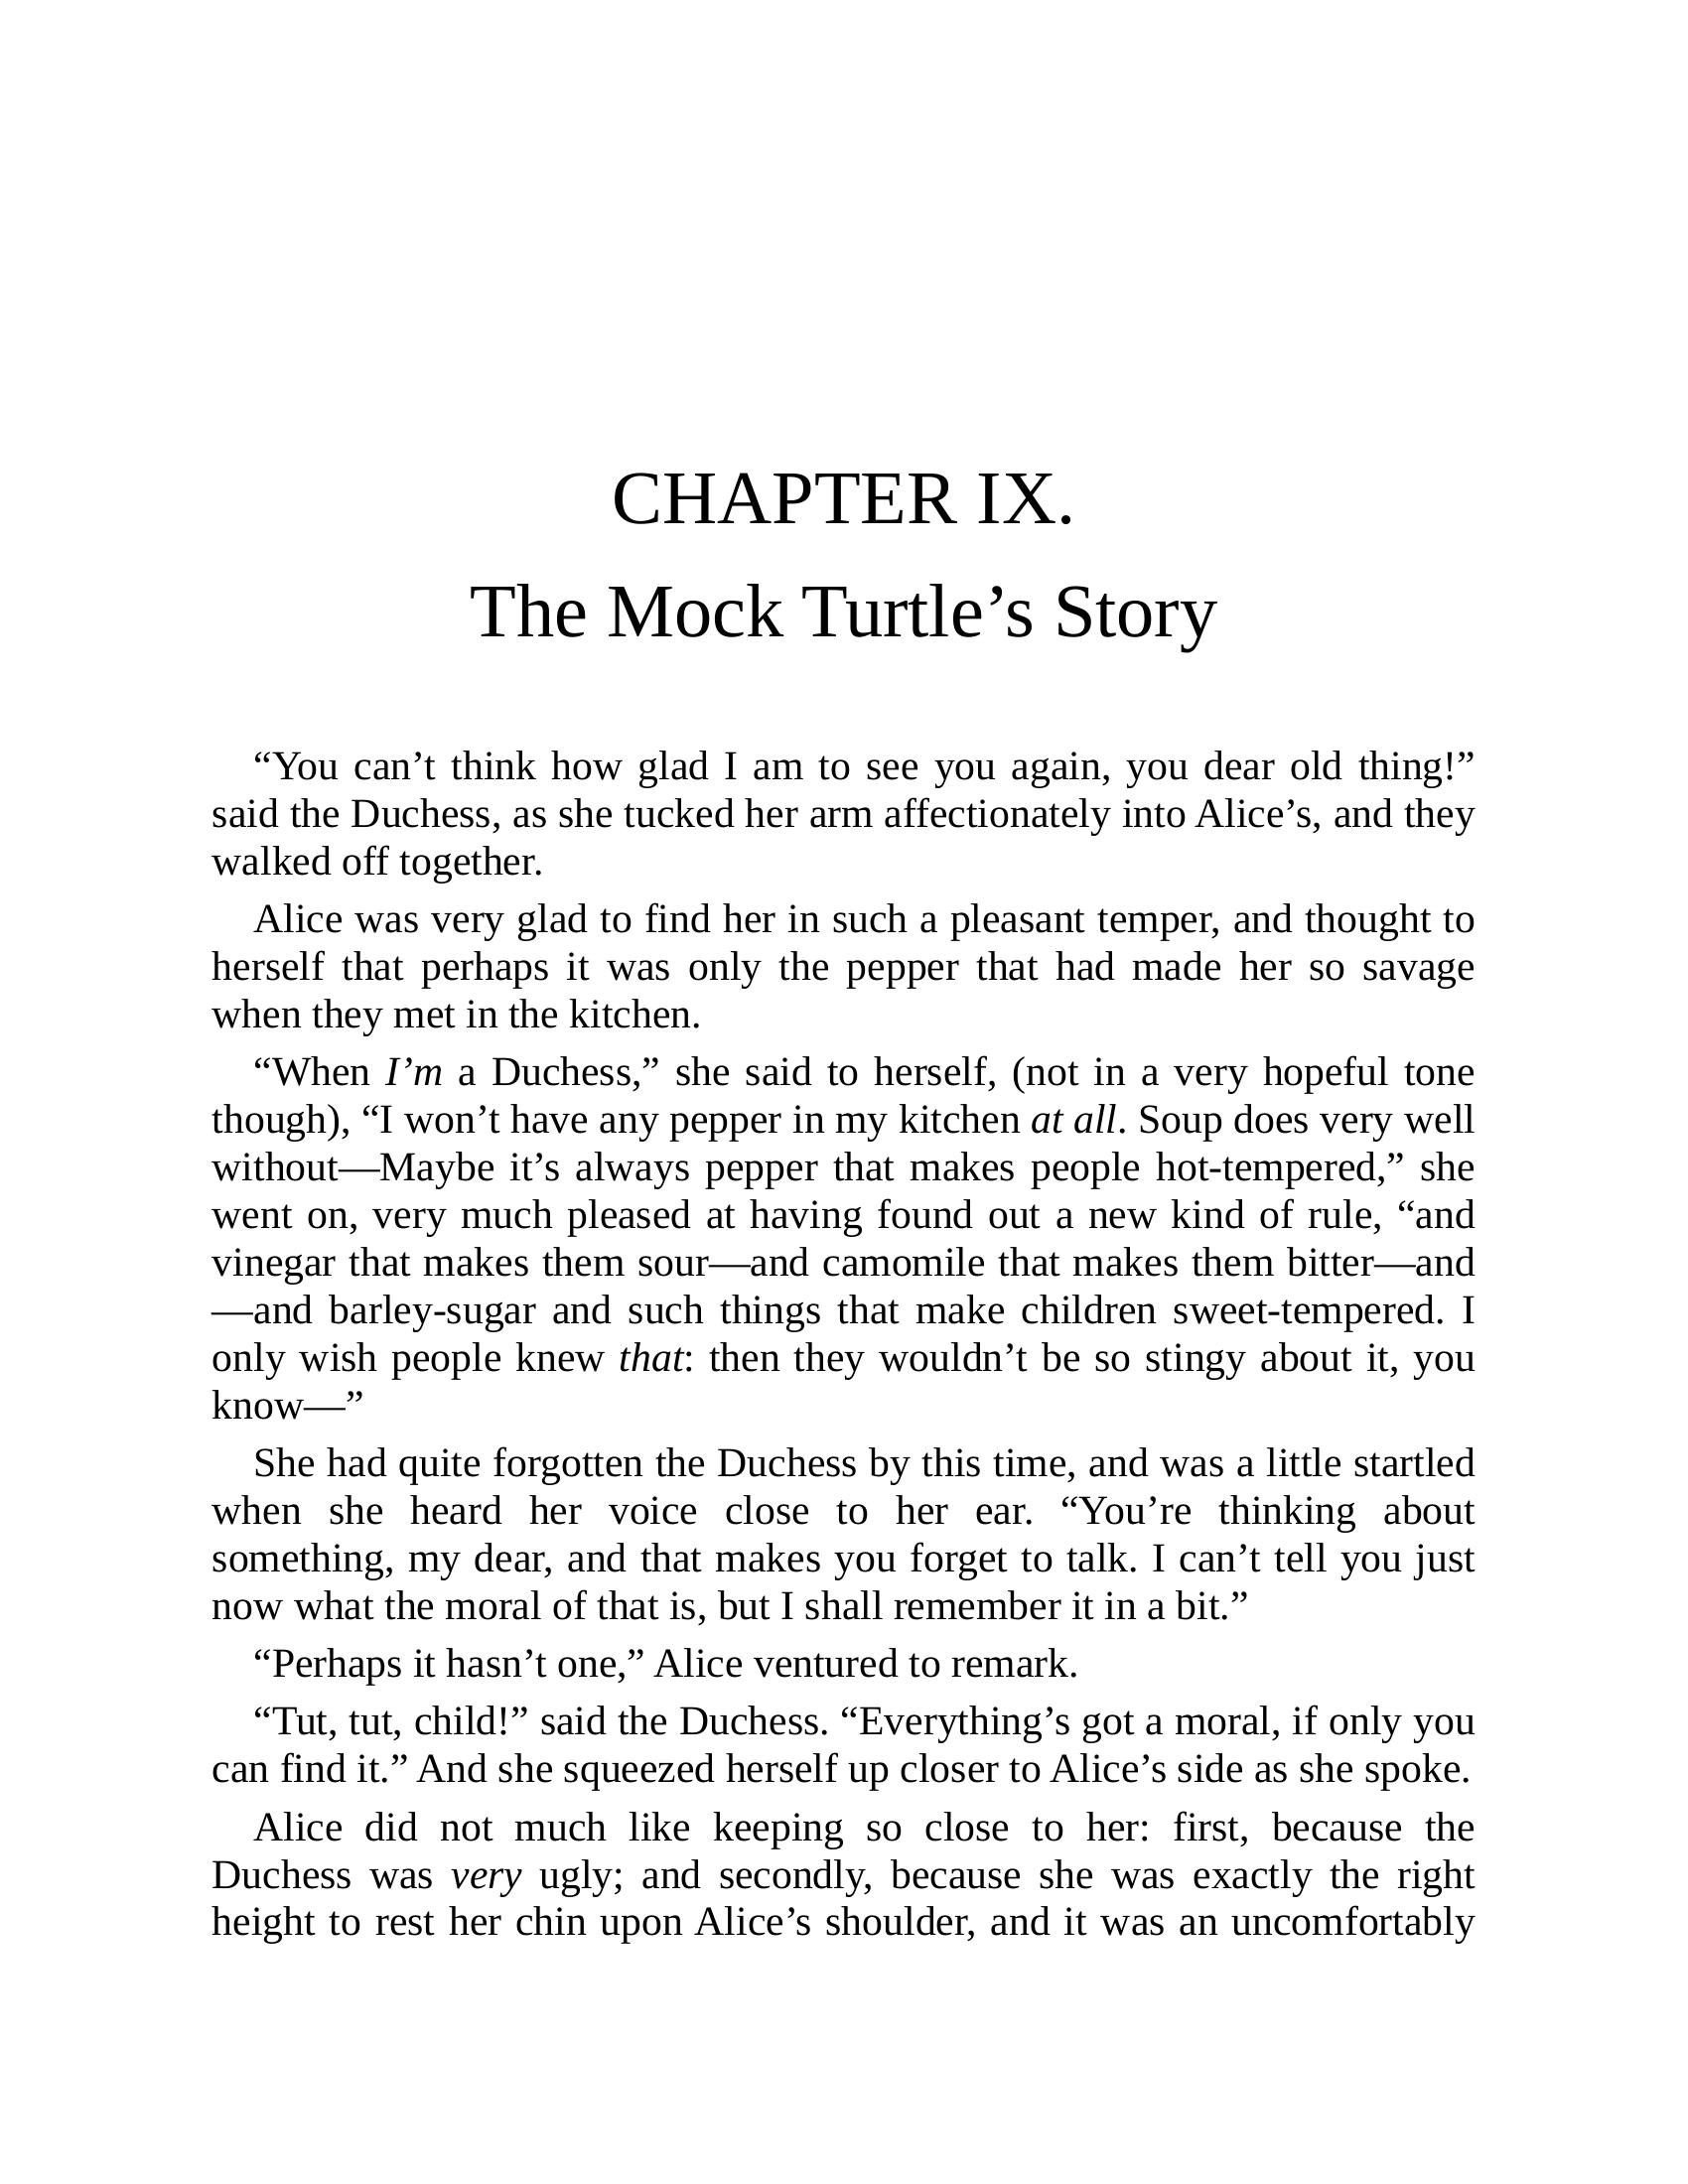 CHAPTER IX.
The Mock Turtle’s Story
“You can’t think how glad I am to see you again, you dear old thing!”
said the Duchess, as she tucked her arm affectionately into Alice’s, and they
walked off together.
Alice was very glad to find her in such a pleasant temper, and thought to
herself that perhaps it was only the pepper that had made her so savage
when they met in the kitchen.
“When I’m a Duchess,” she said to herself, (not in a very hopeful tone
though), “I won’t have any pepper in my kitchen at all. Soup does very well
without—Maybe it’s always pepper that makes people hot-tempered,” she
went on, very much pleased at having found out a new kind of rule, “and
vinegar that makes them sour—and camomile that makes them bitter—and
—and barley-sugar and such things that make children sweet-tempered. I
only wish people knew that: then they wouldn’t be so stingy about it, you
know—”
She had quite forgotten the Duchess by this time, and was a little startled
when she heard her voice close to her ear. “You’re thinking about
something, my dear, and that makes you forget to talk. I can’t tell you just
now what the moral of that is, but I shall remember it in a bit.”
“Perhaps it hasn’t one,” Alice ventured to remark.
“Tut, tut, child!” said the Duchess. “Everything’s got a moral, if only you
can find it.” And she squeezed herself up closer to Alice’s side as she spoke.
Alice did not much like keeping so close to her: first, because the
Duchess was very ugly; and secondly, because she was exactly the right
height to rest her chin upon Alice’s shoulder, and it was an uncomfortably